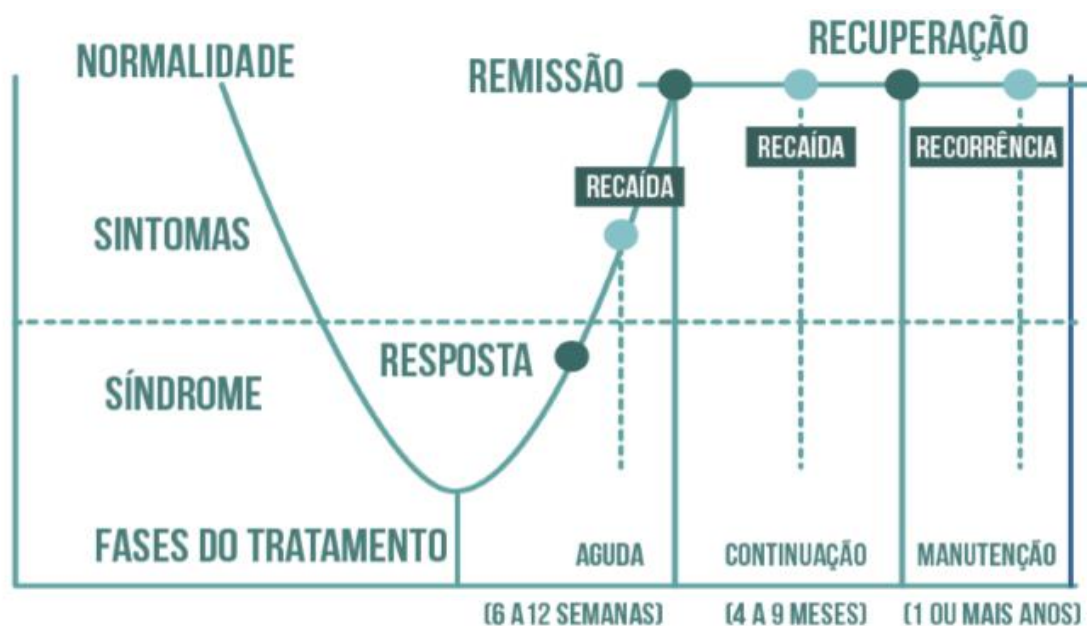 RECUPERAÇÃO
NORMALIDADE
REMISSÃO
RECAÍDA
RECORRÊNCIA
RECAÍDA
SINTOMAS
RESPOSTA
SÍNDROME
FASES DO TRATAMENTO
AGUDA
CONTINUAÇÃO
MANUTENÇÃO
(6 A 12 SEMANAS)
(4 A 9 MESES)
(1 OU MAIS ANOS)